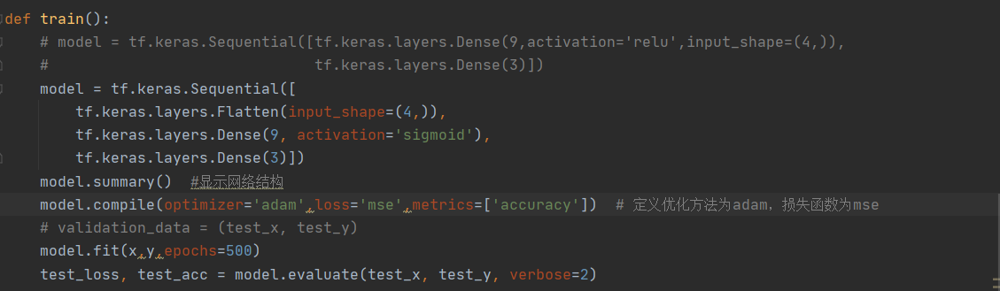 def train():
    # model = tf.keras.Sequential([tf.keras.layers.Dense(9,activation='relu',input_shape=(4,)),
    #                              tf.keras.layers.Dense(3)])
    model = tf.keras.Sequential([
        tf.keras.layers.Flatten(input_shape=(4,)),
        tf.keras.layers.Dense(9, activation='sigmoid'),
        tf.keras.layers.Dense(3)])
    model.summary()  #显示网络结构
    model.compile(optimizer='adam',loss='mse',metrics=['accuracy'])  # 定义优化方法为adam，损失函数为mse
    # validation_data = (test_x, test_y)
    model.fit(x,y,epochs=500)
    test_loss, test_acc = model.evaluate(test_x, test_y, verbose=2)